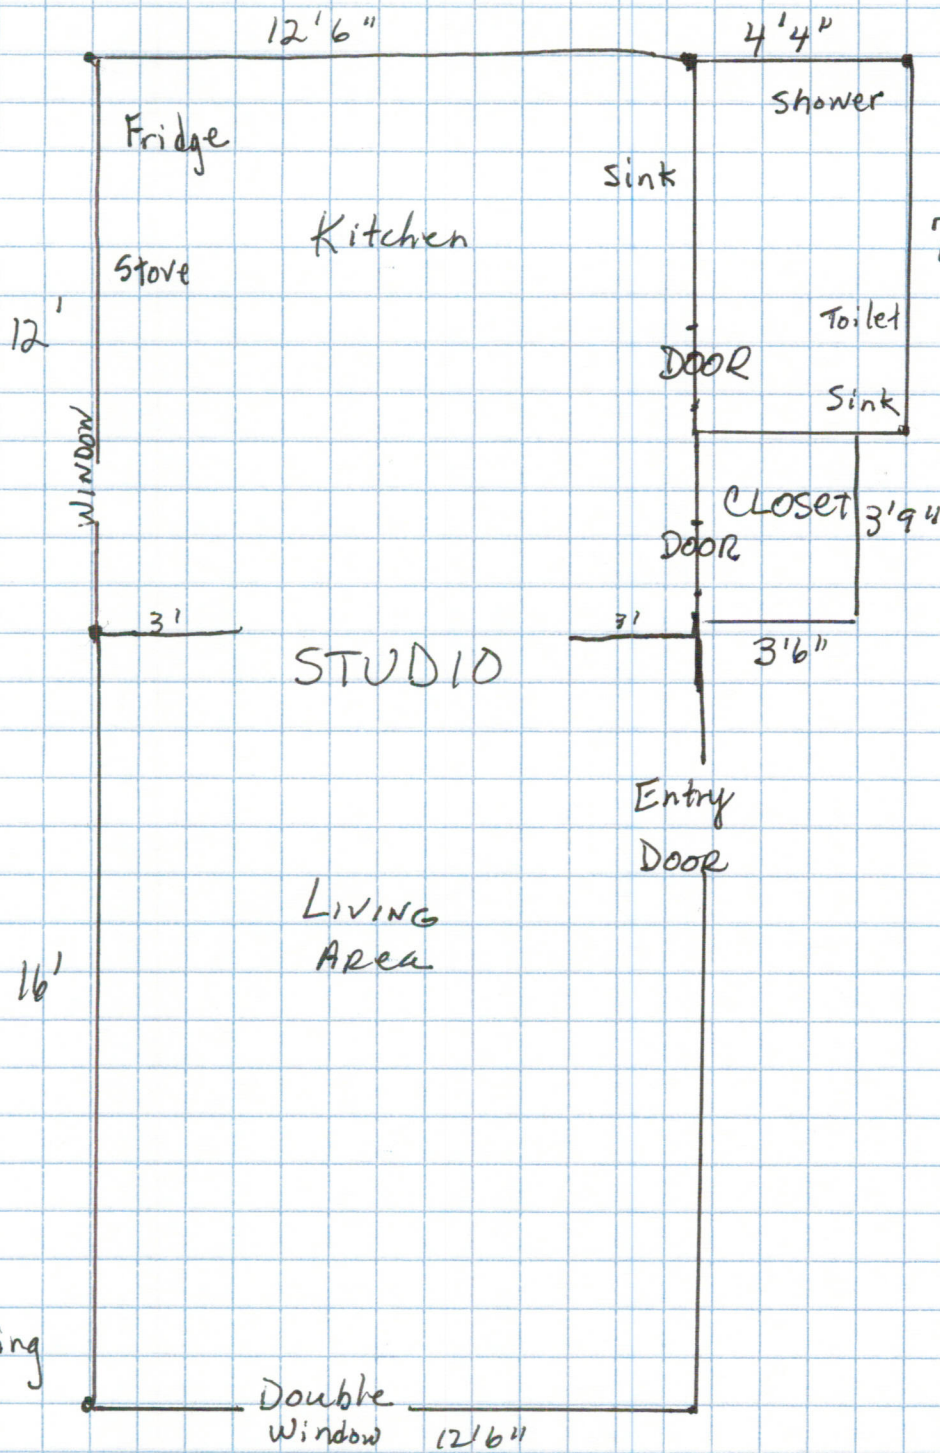 12'6"
4'4"
Shower
Fridge
Sink
Kitchen
Stove
12'
Toilet
DOOR
Sink
WINDOW
CLOSET
3'9"
DOOR
3'
3'
3'6"
STUDIO
Entry
DOOR
LIVING
AREA
16'
Double
Window
12'6"